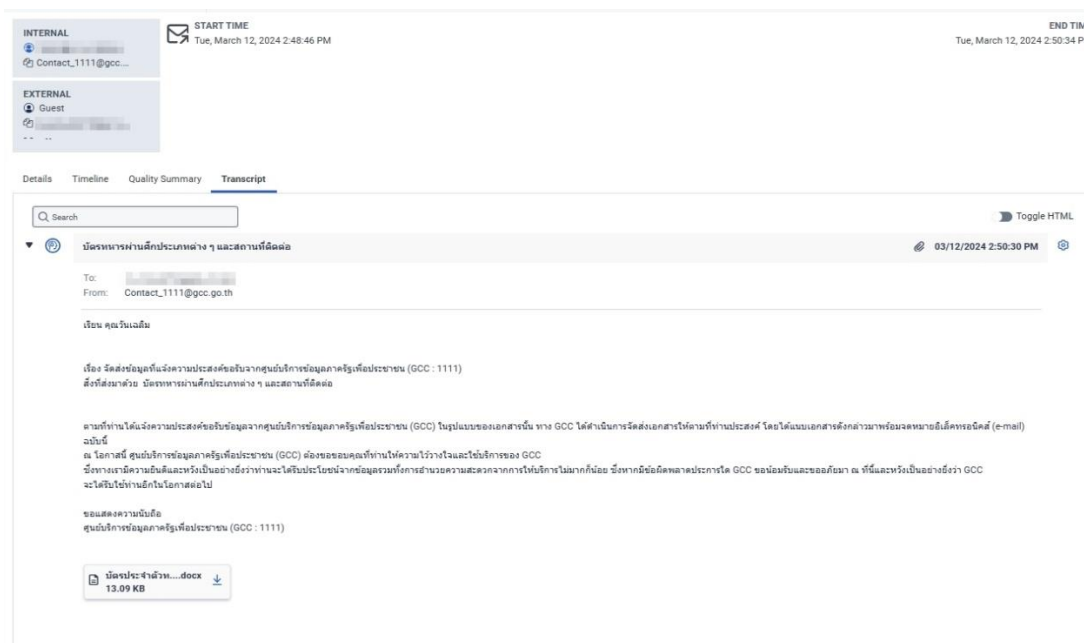 INTERNAL
Contact_1111@gcc....
EXTERNAL
Guest
START TIME
Tue, March 12, 2024 2:48:46 PM
END TIM
Tue, March 12, 2024 2:50:34 P
Details Timeline Quality Summary Transcript
Search
Toggle HTML
บัตรทหารผ่านศึกประเภทต่าง ๆ และสถานที่ติดต่อ
03/12/2024 2:50:30 PM
To:
From: Contact_1111@gcc.go.th
เรียน คุณวันเฉลิม
เรื่อง จัดส่งข้อมูลที่แจ้งความประสงค์ขอรับจากศูนย์บริการข้อมูลภาครัฐเพื่อประชาชน (GCC : 1111)
สิ่งที่ส่งมาด้วย บัตรทหารผ่านศึกประเภทต่าง ๆ และสถานที่ติดต่อ
ตามที่ท่านได้แจ้งความประสงค์ขอรับข้อมูลจากศูนย์บริการข้อมูลภาครัฐเพื่อประชาชน (GCC) ในรูปแบบของเอกสารนั้น ทาง GCC ได้ดำเนินการจัดส่งเอกสารให้ตามที่ท่านประสงค์ โดยได้แนบเอกสารดังกล่าวมาพร้อมจดหมายอิเล็คทรอนิคส์ (e-mail)
ฉบับนี้
ณ โอกาสนี้ ศูนย์บริการข้อมูลภาครัฐเพื่อประชาชน (GCC) ต้องขอขอบคุณที่ท่านให้ความไว้วางใจและใช้บริการของ GCC
ซึ่งทางเรามีความยินดีและหวังเป็นอย่างยิ่งว่าท่านจะได้รับประโยชน์จากข้อมูลรวมทั้งการอำนวยความสะดวกจากการให้บริการไม่มากก็น้อย ซึ่งหากมีข้อผิดพลาดประการใด GCC ขอน้อมรับและขออภัยมา ณ ที่นี้และหวังเป็นอย่างยิ่งว่า GCC
จะได้รับใช้ท่านอีกในโอกาสต่อไป
ขอแสดงความนับถือ
ศูนย์บริการข้อมูลภาครัฐเพื่อประชาชน (GCC : 1111)
บัตรประจำตัวท....docx
13.09 KB